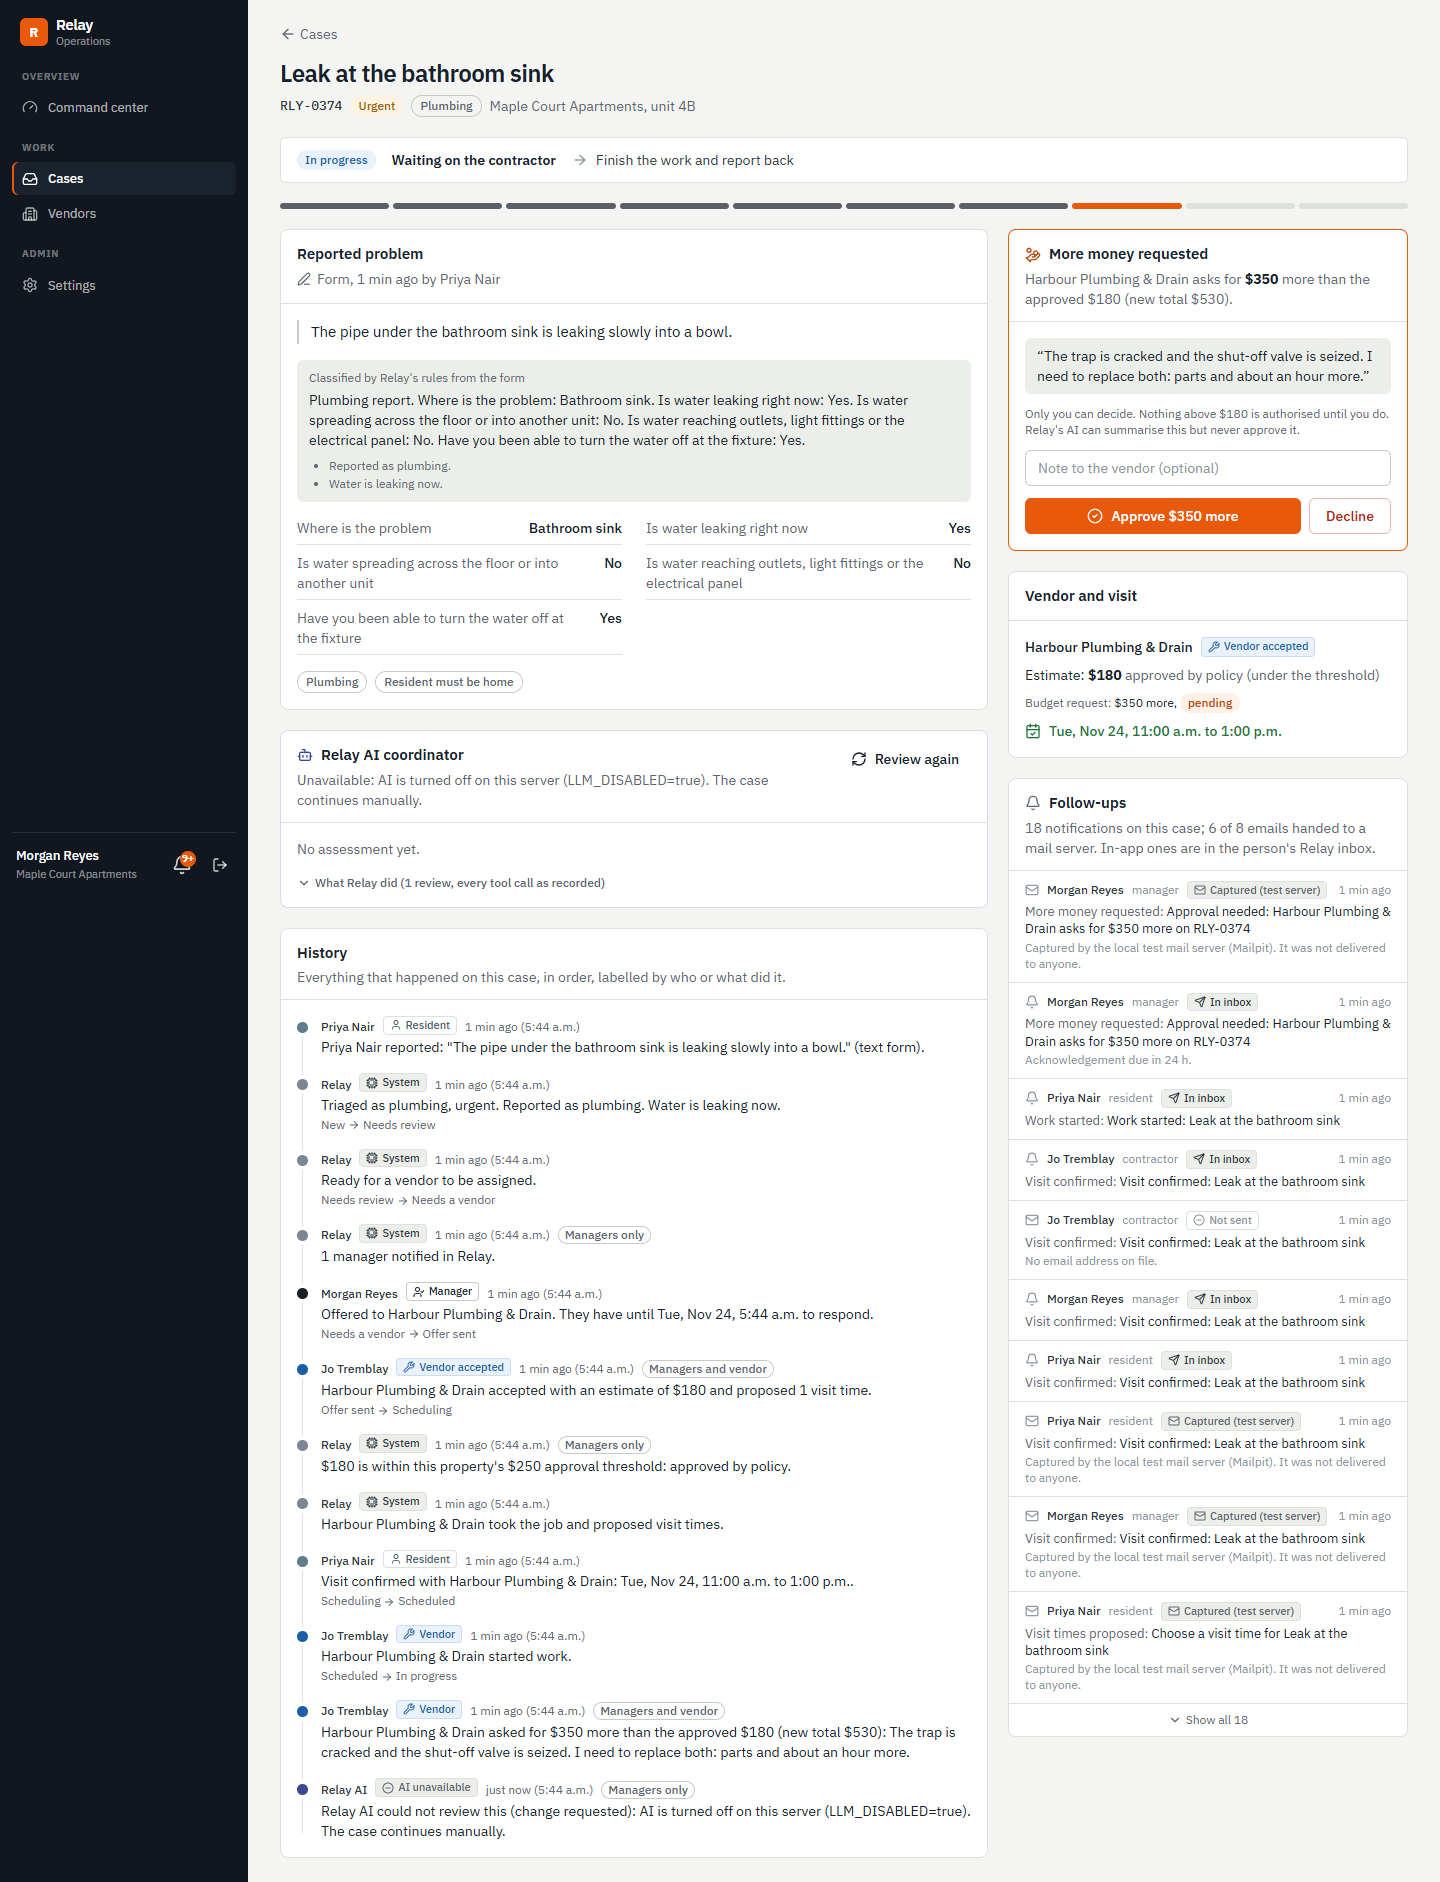 R
Relay
Operations
OVERVIEW
Command center
WORK
Cases
Vendors
ADMIN
Settings
Morgan Reyes
Maple Court Apartments
9+
Cases
Leak at the bathroom sink
RLY-0374 Urgent Plumbing Maple Court Apartments, unit 4B
In progress Waiting on the contractor → Finish the work and report back
Reported problem
Form, 1 min ago by Priya Nair
The pipe under the bathroom sink is leaking slowly into a bowl.
Classified by Relay's rules from the form
Plumbing report. Where is the problem: Bathroom sink. Is water leaking right now: Yes. Is water
spreading across the floor or into another unit: No. Is water reaching outlets, light fittings or the
electrical panel: No. Have you been able to turn the water off at the fixture: Yes.
• Reported as plumbing.
• Water is leaking now.
Where is the problem Bathroom sink
Is water leaking right now Yes
Is water spreading across the floor or into No
another unit
Is water reaching outlets, light fittings or the No
electrical panel
Have you been able to turn the water off at Yes
the fixture
Plumbing Resident must be home
Relay AI coordinator
Review again
Unavailable: AI is turned off on this server (LLM_DISABLED=true). The case
continues manually.
No assessment yet.
What Relay did (1 review, every tool call as recorded)
History
Everything that happened on this case, in order, labelled by who or what did it.
Priya Nair Resident 1 min ago (5:44 a.m.)
Priya Nair reported: "The pipe under the bathroom sink is leaking slowly into a bowl." (text form).
Relay System 1 min ago (5:44 a.m.)
Triaged as plumbing, urgent. Reported as plumbing. Water is leaking now.
New → Needs review
Relay System 1 min ago (5:44 a.m.)
Ready for a vendor to be assigned.
Needs review → Needs a vendor
Relay System 1 min ago (5:44 a.m.) Managers only
1 manager notified in Relay.
Morgan Reyes Manager 1 min ago (5:44 a.m.)
Offered to Harbour Plumbing & Drain. They have until Tue, Nov 24, 5:44 a.m. to respond.
Needs a vendor → Offer sent
Jo Tremblay Vendor accepted 1 min ago (5:44 a.m.) Managers and vendor
Harbour Plumbing & Drain accepted with an estimate of $180 and proposed 1 visit time.
Offer sent → Scheduling
Relay System 1 min ago (5:44 a.m.) Managers only
$180 is within this property's $250 approval threshold: approved by policy.
Relay System 1 min ago (5:44 a.m.)
Harbour Plumbing & Drain took the job and proposed visit times.
Priya Nair Resident 1 min ago (5:44 a.m.)
Visit confirmed with Harbour Plumbing & Drain: Tue, Nov 24, 11:00 a.m. to 1:00 p.m..
Scheduling → Scheduled
Jo Tremblay Vendor 1 min ago (5:44 a.m.)
Harbour Plumbing & Drain started work.
Scheduled → In progress
Jo Tremblay Vendor 1 min ago (5:44 a.m.) Managers and vendor
Harbour Plumbing & Drain asked for $350 more than the approved $180 (new total $530): The trap is
cracked and the shut-off valve is seized. I need to replace both: parts and about an hour more.
Relay AI AI unavailable just now (5:44 a.m.) Managers only
Relay AI could not review this (change requested): AI is turned off on this server (LLM_DISABLED=true).
The case continues manually.
More money requested
Harbour Plumbing & Drain asks for $350 more than the
approved $180 (new total $530).
“The trap is cracked and the shut-off valve is seized. I
need to replace both: parts and about an hour more.”
Only you can decide. Nothing above $180 is authorised until you do.
Relay's AI can summarise this but never approve it.
Note to the vendor (optional)
Approve $350 more
Decline
Vendor and visit
Harbour Plumbing & Drain Vendor accepted
Estimate: $180 approved by policy (under the threshold)
Budget request: $350 more, pending
Tue, Nov 24, 11:00 a.m. to 1:00 p.m.
Follow-ups
18 notifications on this case; 6 of 8 emails handed to a
mail server. In-app ones are in the person's Relay inbox.
Morgan Reyes manager Captured (test server) 1 min ago
More money requested: Approval needed: Harbour Plumbing &
Drain asks for $350 more on RLY-0374
Captured by the local test mail server (Mailpit). It was not delivered
to anyone.
Morgan Reyes manager In inbox 1 min ago
More money requested: Approval needed: Harbour Plumbing &
Drain asks for $350 more on RLY-0374
Acknowledgement due in 24 h.
Priya Nair resident In inbox 1 min ago
Work started: Work started: Leak at the bathroom sink
Jo Tremblay contractor In inbox 1 min ago
Visit confirmed: Visit confirmed: Leak at the bathroom sink
Jo Tremblay contractor Not sent 1 min ago
Visit confirmed: Visit confirmed: Leak at the bathroom sink
No email address on file.
Morgan Reyes manager In inbox 1 min ago
Visit confirmed: Visit confirmed: Leak at the bathroom sink
Priya Nair resident In inbox 1 min ago
Visit confirmed: Visit confirmed: Leak at the bathroom sink
Priya Nair resident Captured (test server) 1 min ago
Visit confirmed: Visit confirmed: Leak at the bathroom sink
Captured by the local test mail server (Mailpit). It was not delivered
to anyone.
Morgan Reyes manager Captured (test server) 1 min ago
Visit confirmed: Visit confirmed: Leak at the bathroom sink
Captured by the local test mail server (Mailpit). It was not delivered
to anyone.
Priya Nair resident Captured (test server) 1 min ago
Visit times proposed: Choose a visit time for Leak at the
bathroom sink
Captured by the local test mail server (Mailpit). It was not delivered
to anyone.
Show all 18